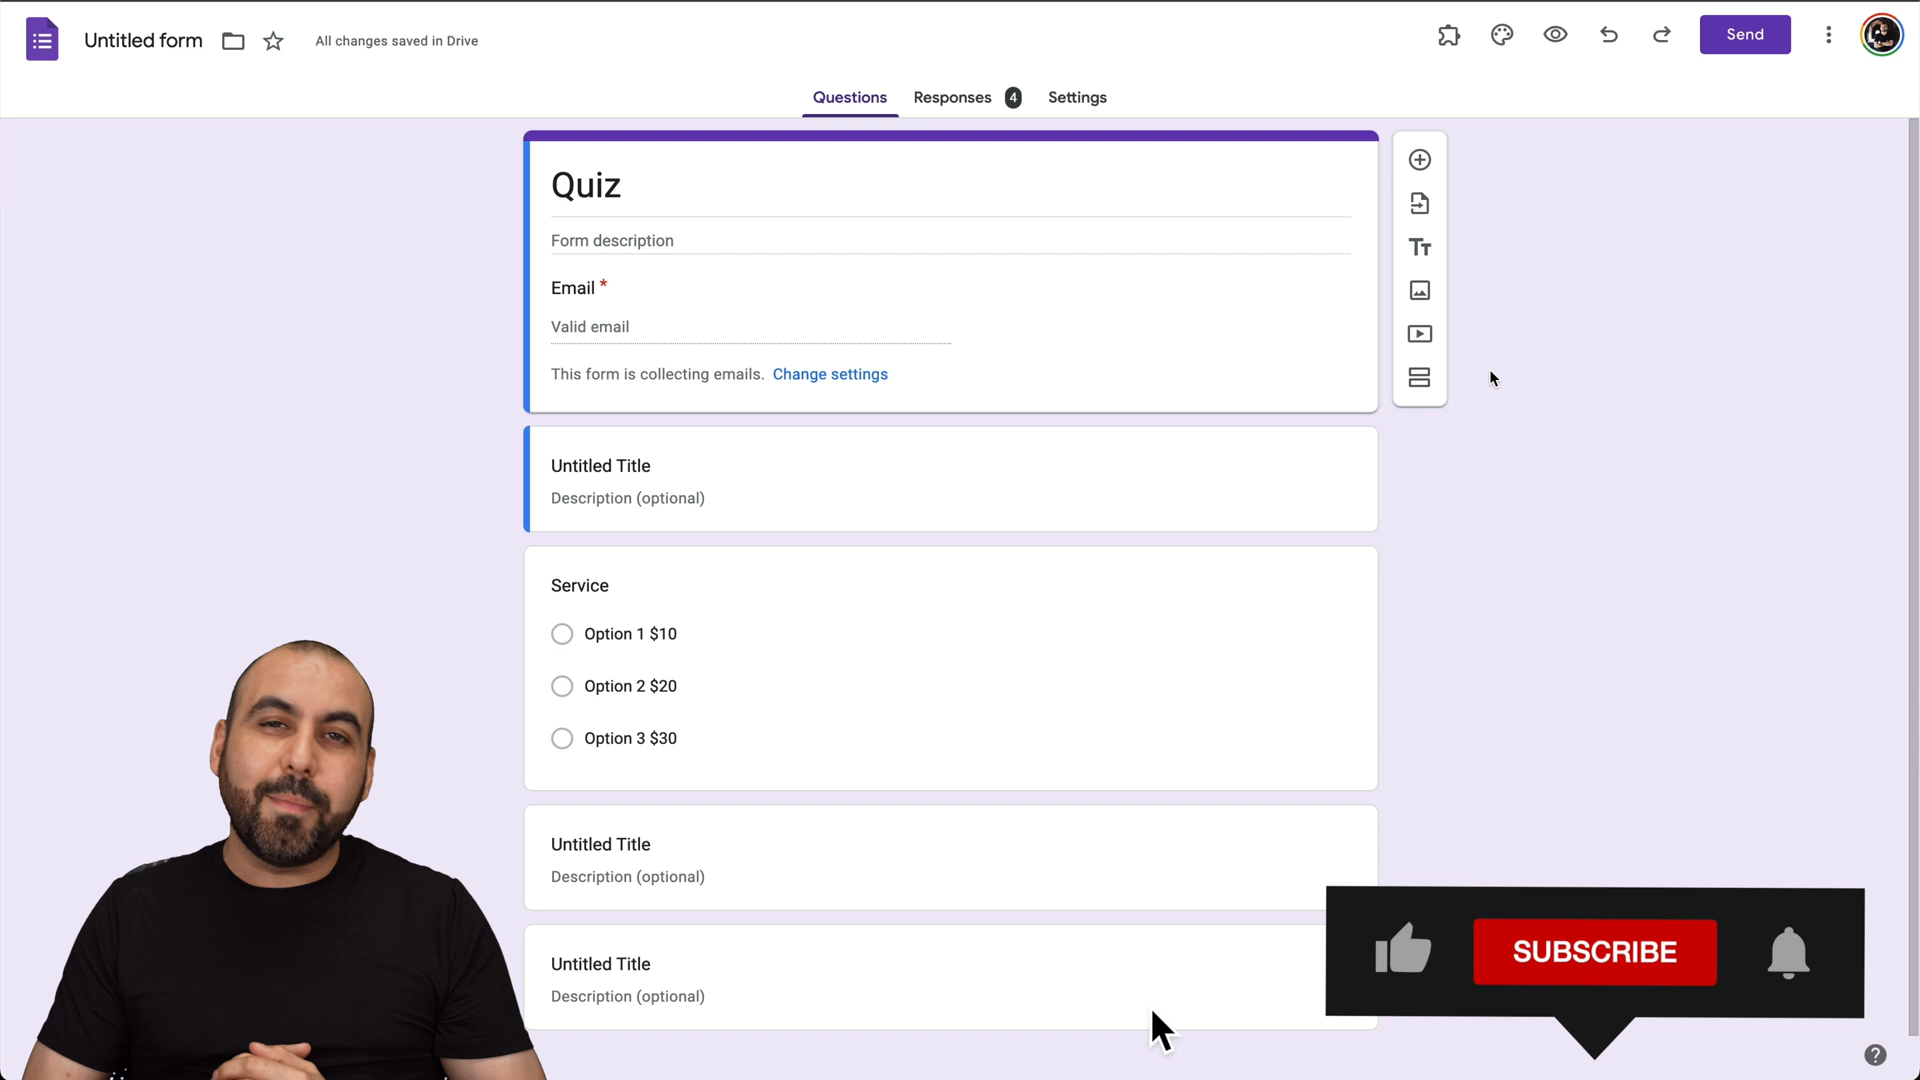 Untitled form
All changes saved in Drive
Send
Questions
Responses
4
Settings
Quiz
Form description
Email *
Valid email
This form is collecting emails. Change settings
Untitled Title
Description (optional)
Service
Option 1 $10
Option 2 $20
Option 3 $30
Untitled Title
Description (optional)
Untitled Title
Description (optional)
SUBSCRIBE